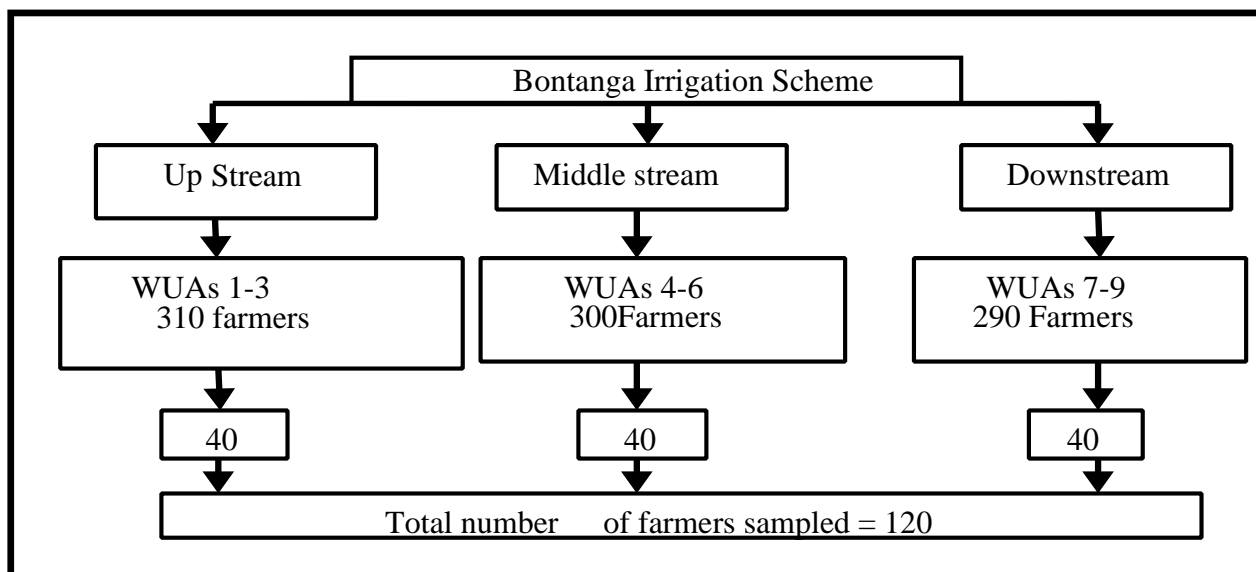 Bontanga Irrigation Scheme
Up Stream
Middle stream
Downstream
WUAs 1-3
310 farmers
WUAs 4-6
300Farmers
WUAs 7-9
290 Farmers
40
40
40
Total number of farmers sampled = 120